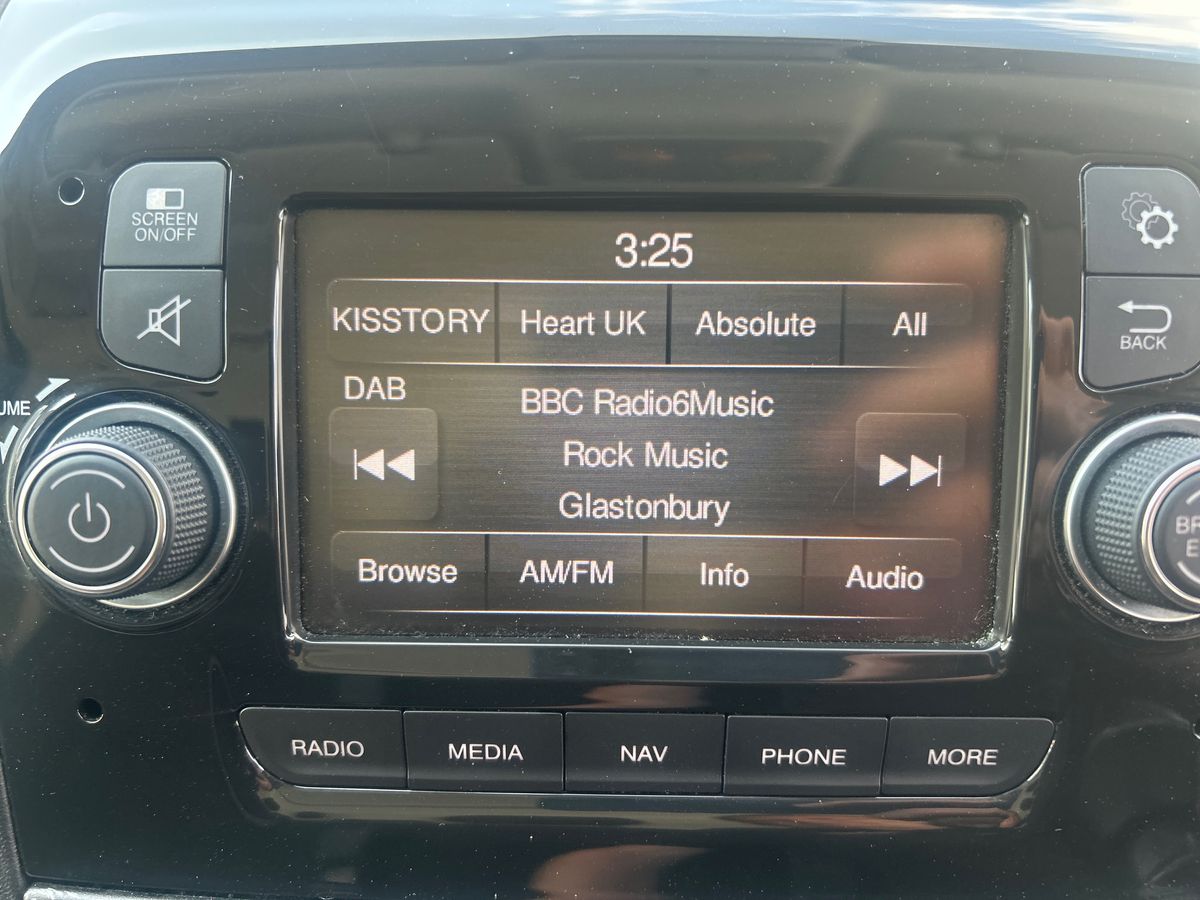 SCREEN
ON/OFF
3:25
KISSTORY Heart UK Absolute All
BACK
DAB
BBC Radio6Music
Rock Music
Glastonbury
Browse AM/FM Info Audio
RADIO MEDIA NAV PHONE MORE